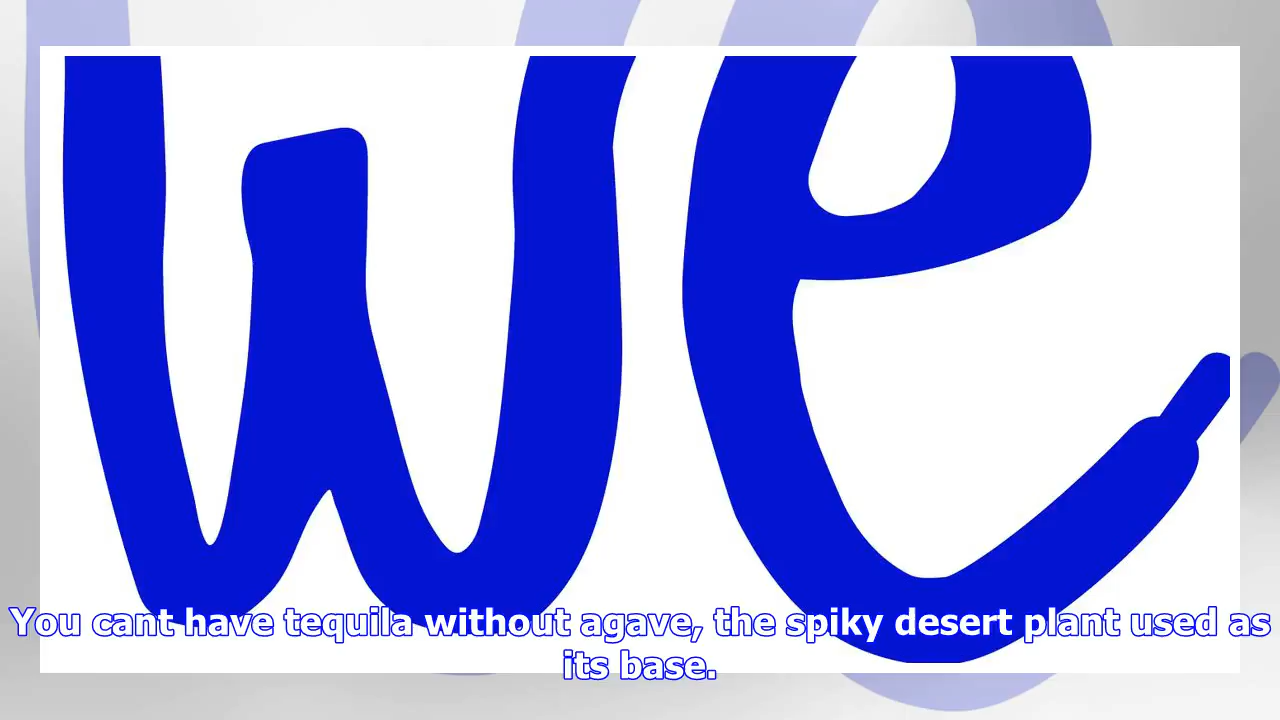 we
You cant have tequila without agave, the spiky desert plant used as
its base.